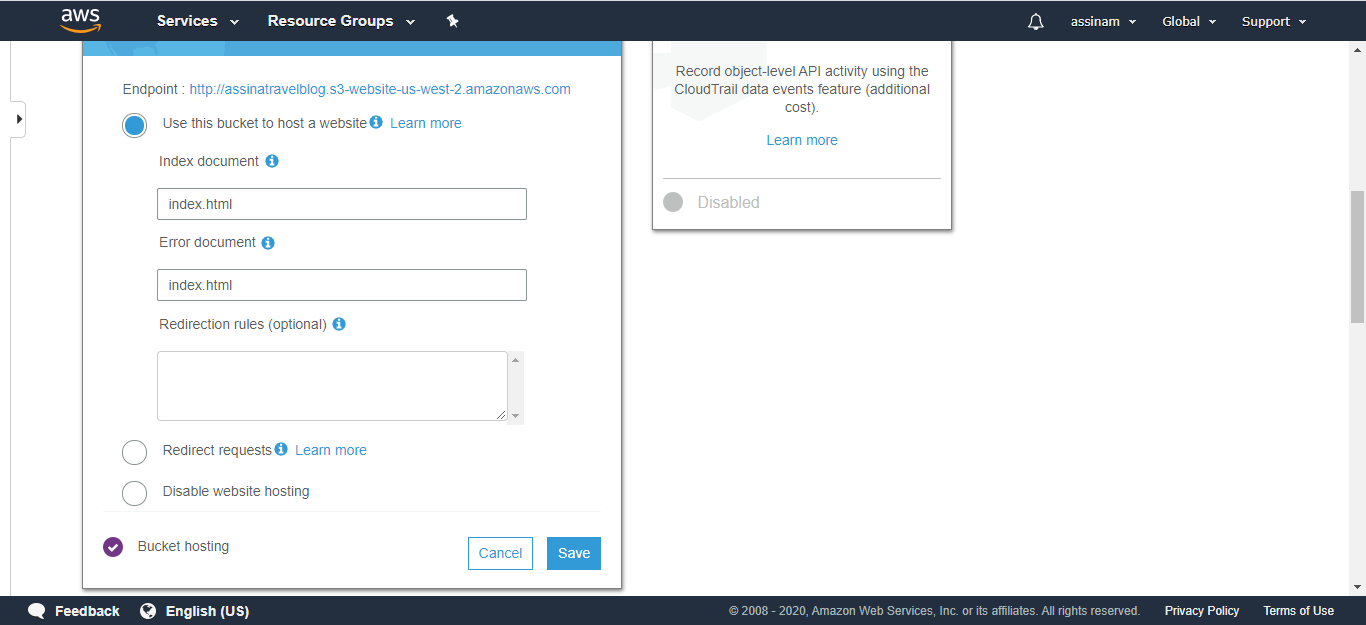 aws Services Resource Groups assinam Global Support
Endpoint : http://assinatravelblog.s3-website-us-west-2.amazonaws.com
Use this bucket to host a website Learn more
Index document
index.html
Error document
index.html
Redirection rules (optional)
Redirect requests Learn more
Disable website hosting
Bucket hosting
Cancel Save
Record object-level API activity using the
CloudTrail data events feature (additional
cost).
Learn more
Disabled
Feedback English (US) © 2008 - 2020, Amazon Web Services, Inc. or its affiliates. All rights reserved. Privacy Policy Terms of Use